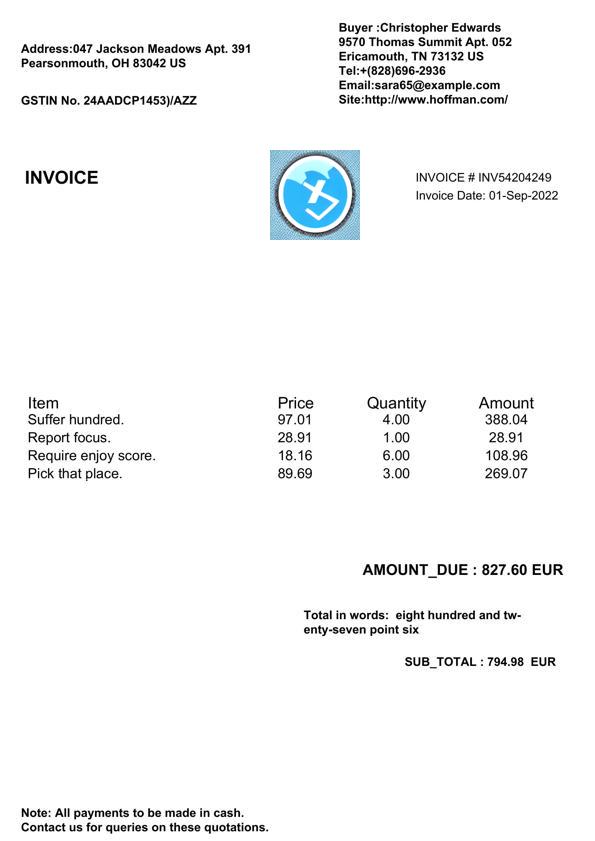 Address:047 Jackson Meadows Apt. 391
Pearsonmouth, OH 83042 US
GSTIN No. 24AADCP1453)/AZZ
Buyer :Christopher Edwards
9570 Thomas Summit Apt. 052
Ericamouth, TN 73132 US
Tel:+(828)696-2936
Email:sara65@example.com
Site:http://www.hoffman.com/
INVOICE
INVOICE # INV54204249
Invoice Date: 01-Sep-2022
Item Price Quantity Amount
Suffer hundred. 97.01 4.00 388.04
Report focus. 28.91 1.00 28.91
Require enjoy score. 18.16 6.00 108.96
Pick that place. 89.69 3.00 269.07
AMOUNT_DUE : 827.60 EUR
Total in words: eight hundred and tw-
enty-seven point six
SUB_TOTAL : 794.98 EUR
Note: All payments to be made in cash.
Contact us for queries on these quotations.